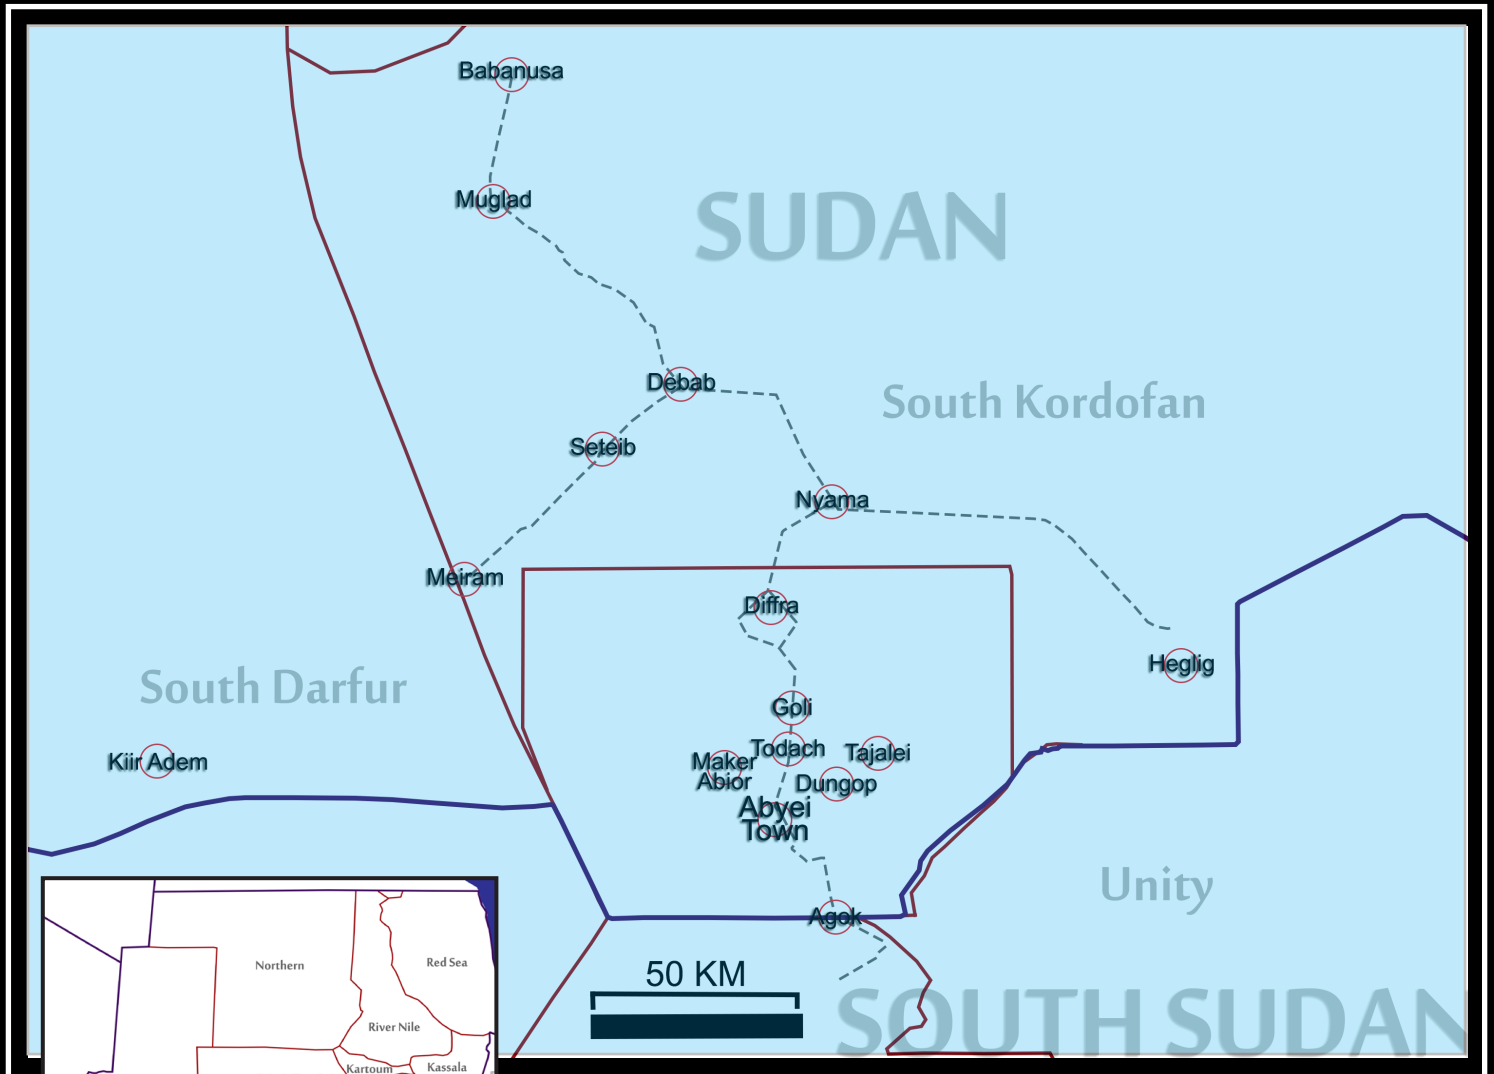 Babanusa
Muglad
SUDAN
Debab
South Kordofan
Seteib
Nyama
Meiram
Diffra
Heglig
South Darfur
Goli
Todach
Tajalei
Kiir Adem
Maker
Abior
Dungop
Abyei
Town
Unity
Agok
50 KM
SOUTH SUDAN
Northern
Red Sea
River Nile
Kartoum
Kassala